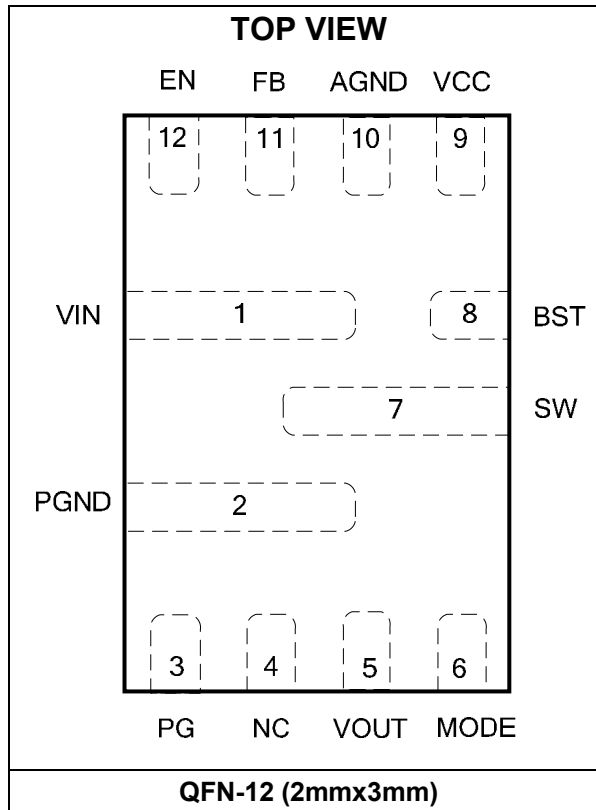 TOP VIEW
EN FB AGND VCC
12 11 10 9
VIN 1 8 BST
7 SW
PGND 2
3 4 5 6
PG NC VOUT MODE
QFN-12 (2mmx3mm)